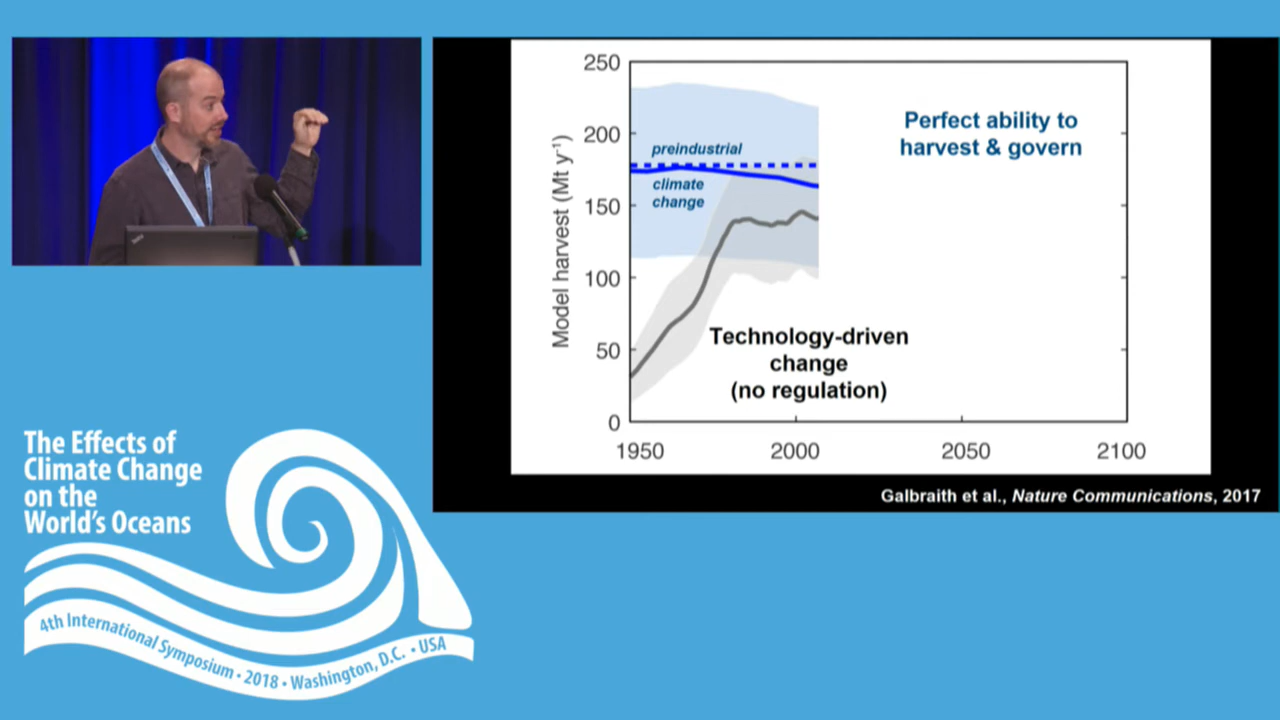 250
200
150
100
50
0
Model harvest (Mt y-1)
1950
2000
2050
2100
preindustrial
climate
change
Perfect ability to
harvest & govern
Technology-driven
change
(no regulation)
Galbraith et al., Nature Communications, 2017
The Effects of
Climate Change
on the
World's Oceans
4th International Symposium • 2018 • Washington, D.C. • USA